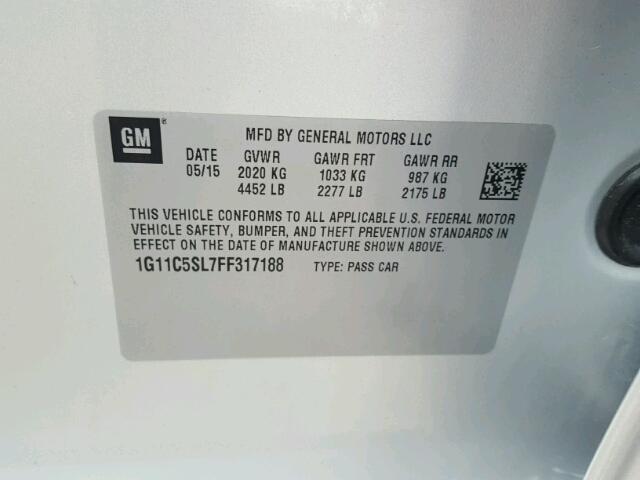 GM ®
MFD BY GENERAL MOTORS LLC
DATE GVWR GAWR FRT GAWR RR
05/15 2020 KG 1033 KG 987 KG
4452 LB 2277 LB 2175 LB
THIS VEHICLE CONFORMS TO ALL APPLICABLE U.S. FEDERAL MOTOR
VEHICLE SAFETY, BUMPER, AND THEFT PREVENTION STANDARDS IN
EFFECT ON THE DATE OF MANUFACTURE SHOWN ABOVE.
1G11C5SL7FF317188 TYPE: PASS CAR